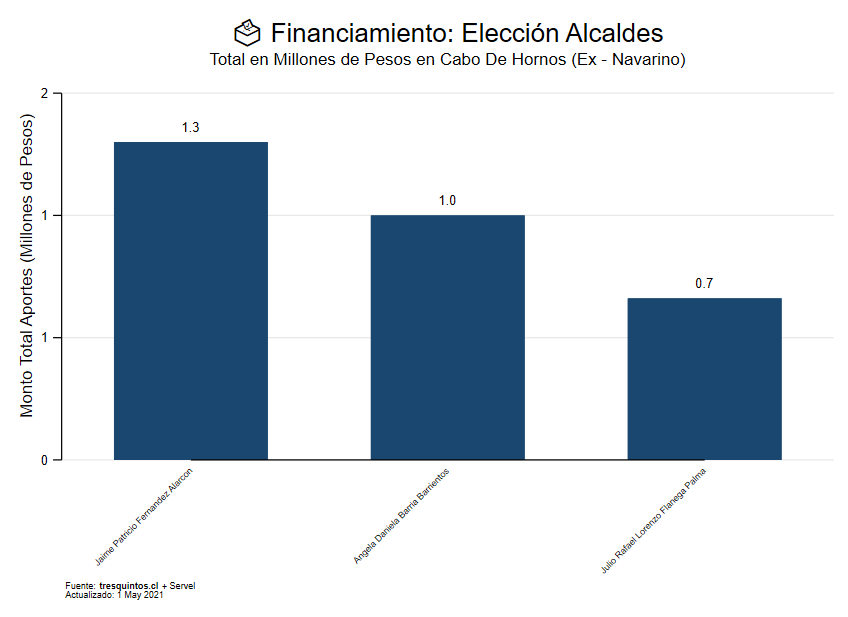 Financiamiento: Elección Alcaldes
Total en Millones de Pesos en Cabo De Hornos (Ex - Navarino)
Monto Total Aportes (Millones de Pesos)
2
1
1
0
1.3
1.0
0.7
Jaime Patricio Fernandez Alarcon
Angela Daniela Barria Barrientos
Julio Rafael Lorenzo Flanega Palma
Fuente: tresquintos.cl + Servel
Actualizado: 1 May 2021